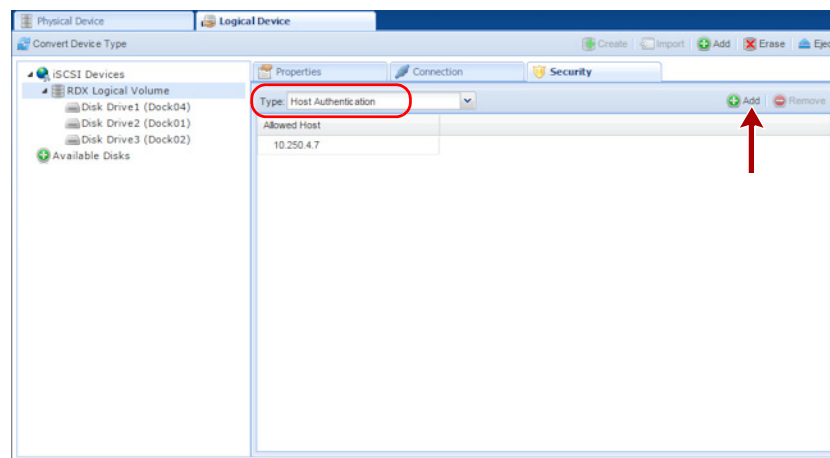 Physical Device
Logical Device
Convert Device Type
Create
Import
Add
Erase
Ejec
iSCSI Devices
RDX Logical Volume
Disk Drive1 (Dock04)
Disk Drive2 (Dock01)
Disk Drive3 (Dock02)
Available Disks
Properties
Connection
Security
Type: Host Authentication
Add
Remove
Allowed Host
10.250.4.7